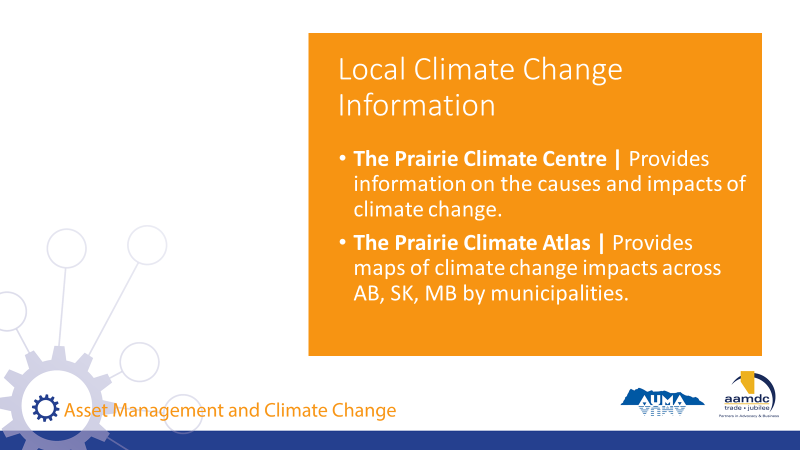 Local Climate Change
Information
• The Prairie Climate Centre | Provides
information on the causes and impacts of
climate change.
• The Prairie Climate Atlas | Provides
maps of climate change impacts across
AB, SK, MB by municipalities.
Asset Management and Climate Change
AUMA
aamdc
trade • jubilee
Partners in Advocacy & Business